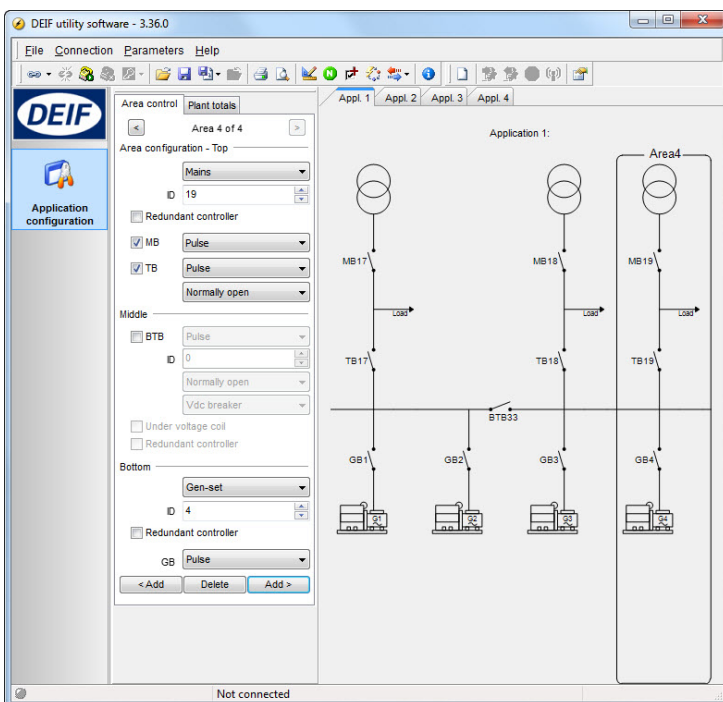 DEIF utility software - 3.36.0
File Connection Parameters Help
DEIF
Application
configuration
Area control Plant totals
< Area 4 of 4 >
Area configuration - Top
Mains
ID 19
Redundant controller
MB Pulse
TB Pulse
Normally open
Middle
BTB Pulse
ID 0
Normally open
Vdc breaker
Under voltage coil
Redundant controller
Bottom
Gen-set
ID 4
Redundant controller
GB Pulse
< Add Delete Add >
Appl. 1 Appl. 2 Appl. 3 Appl. 4
Application 1:
Area4
MB17 MB18 MB19
Load Load Load
TB17 TB18 TB19
BTB33
GB1 GB2 GB3 GB4
G1 G2 G3 G4
Not connected